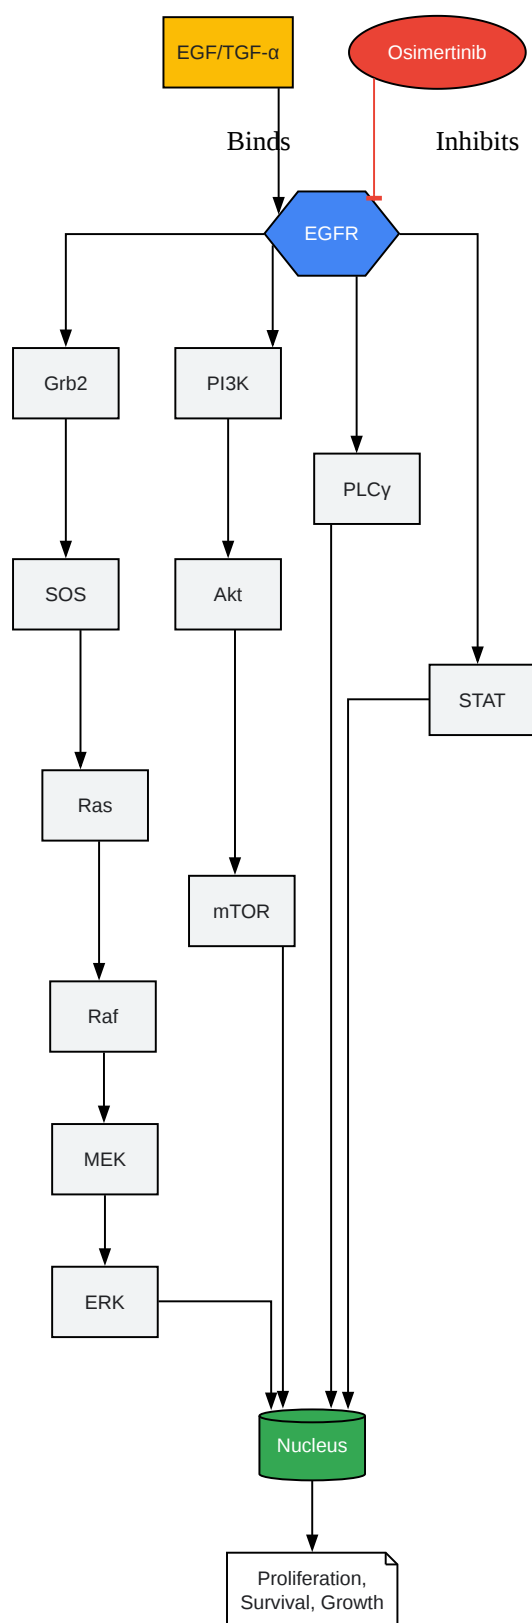 EGF/TGF-α
Osimertinib
Binds
Inhibits
EGFR
Grb2
PI3K
PLCγ
SOS
Akt
STAT
Ras
mTOR
Raf
MEK
ERK
Nucleus
Proliferation,
Survival, Growth